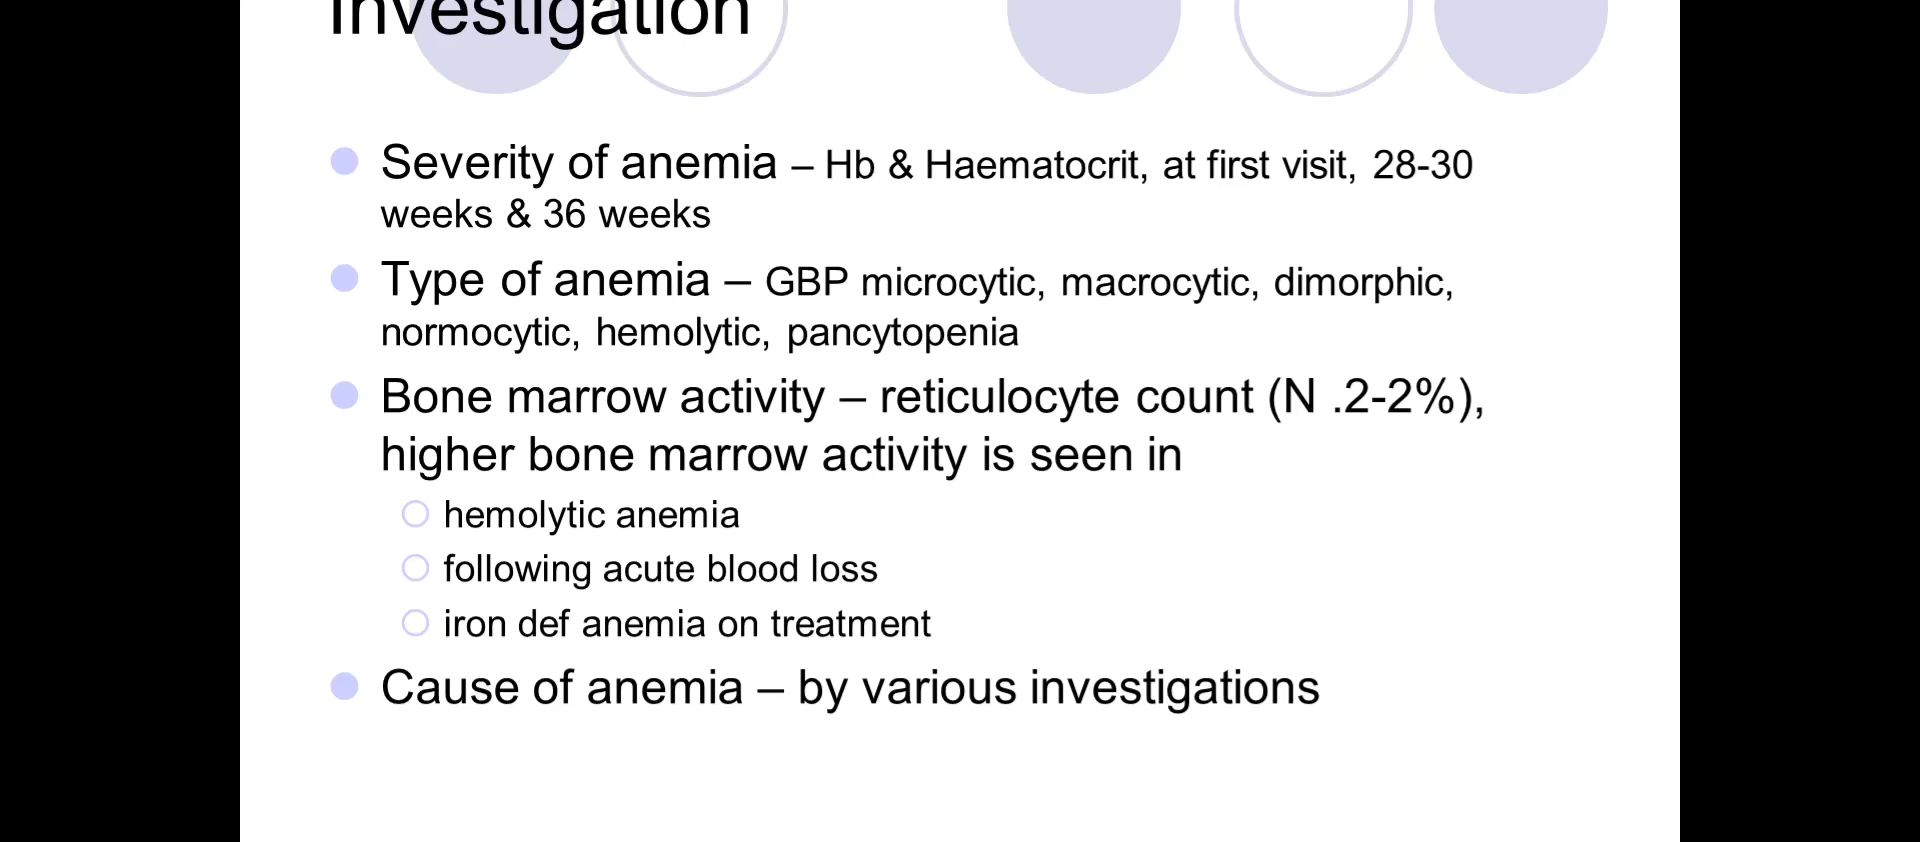 Investigation
Severity of anemia – Hb & Haematocrit, at first visit, 28-30
weeks & 36 weeks
Type of anemia – GBP microcytic, macrocytic, dimorphic,
normocytic, hemolytic, pancytopenia
Bone marrow activity – reticulocyte count (N .2-2%),
higher bone marrow activity is seen in
hemolytic anemia
following acute blood loss
iron def anemia on treatment
Cause of anemia – by various investigations